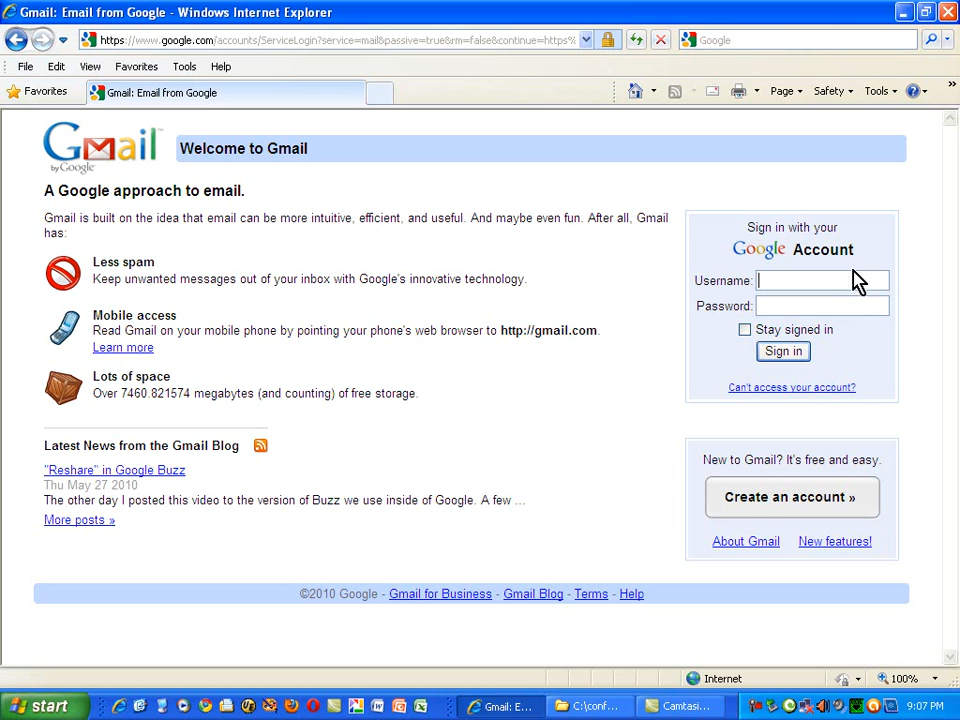 Gmail: Email from Google - Windows Internet Explorer
https://www.google.com/accounts/ServiceLogin?service=mail&passive=true&rm=false&continue=https%
Google
File Edit View Favorites Tools Help
Favorites
Gmail: Email from Google
Page Safety Tools
Gmail
by Google
Welcome to Gmail
A Google approach to email.
Gmail is built on the idea that email can be more intuitive, efficient, and useful. And maybe even fun. After all, Gmail
has:
Less spam
Keep unwanted messages out of your inbox with Google's innovative technology.
Mobile access
Read Gmail on your mobile phone by pointing your phone's web browser to http://gmail.com.
Learn more
Lots of space
Over 7460.821574 megabytes (and counting) of free storage.
Latest News from the Gmail Blog
"Reshare" in Google Buzz
Thu May 27 2010
The other day I posted this video to the version of Buzz we use inside of Google. A few ...
More posts »
Sign in with your
Google Account
Username:
Password:
Stay signed in
Sign in
Can't access your account?
New to Gmail? It's free and easy.
Create an account »
About Gmail New features!
©2010 Google - Gmail for Business - Gmail Blog - Terms - Help
Internet
100%
start
Gmail: E...
C:\conf...
Camtasi...
9:07 PM